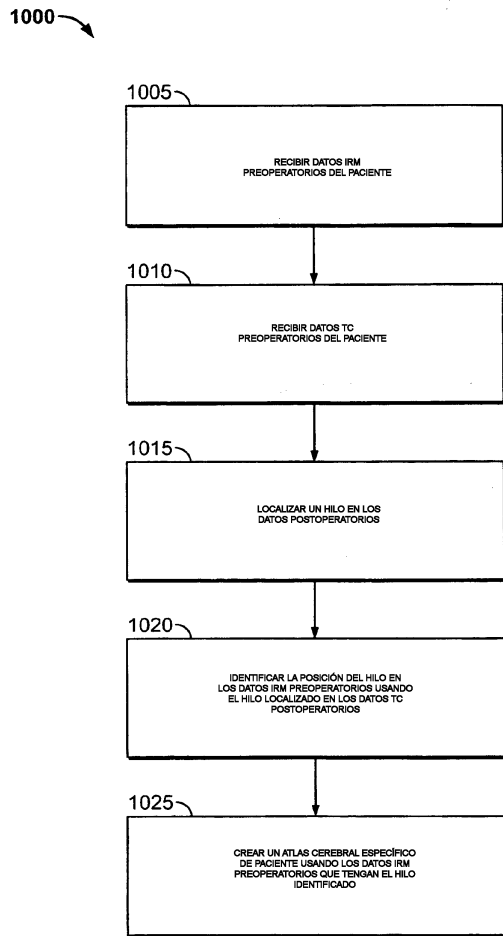 1000
1005
RECIBIR DATOS IRM
PREOPERATORIOS DEL PACIENTE
1010
RECIBIR DATOS TC
PREOPERATORIOS DEL PACIENTE
1015
LOCALIZAR UN HILO EN LOS
DATOS POSTOPERATORIOS
1020
IDENTIFICAR LA POSICIÓN DEL HILO EN
LOS DATOS IRM PREOPERATORIOS USANDO
EL HILO LOCALIZADO EN LOS DATOS TC
POSTOPERATORIOS
1025
CREAR UN ATLAS CEREBRAL ESPECÍFICO
DE PACIENTE USANDO LOS DATOS IRM
PREOPERATORIOS QUE TENGAN EL HILO
IDENTIFICADO